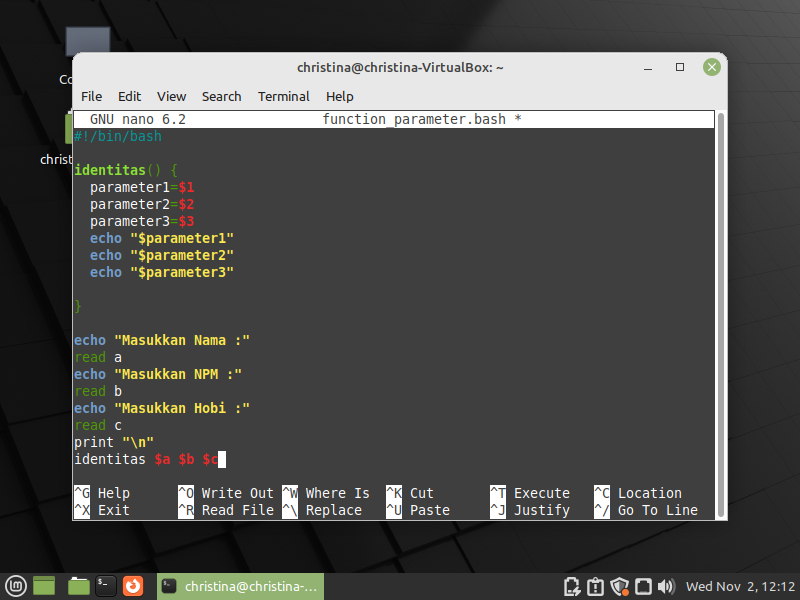 Co
christ
christina@christina-VirtualBox: ~
File Edit View Search Terminal Help
GNU nano 6.2 function_parameter.bash *
#!/bin/bash
identitas() {
parameter1=$1
parameter2=$2
parameter3=$3
echo "$parameter1"
echo "$parameter2"
echo "$parameter3"
}
echo "Masukkan Nama :"
read a
echo "Masukkan NPM :"
read b
echo "Masukkan Hobi :"
read c
print "\n"
identitas $a $b $c
^G Help ^O Write Out ^W Where Is ^K Cut ^T Execute ^C Location
^X Exit ^R Read File ^\ Replace ^U Paste ^J Justify ^/ Go To Line
christina@christina-... Wed Nov 2, 12:12